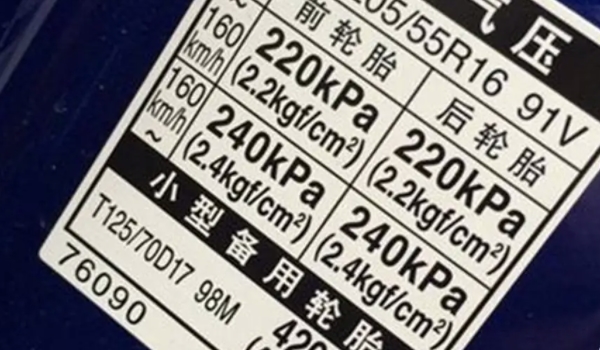 气压
205/55R16 91V
前轮胎 后轮胎
~
160
km/h
220kPa
(2.2kgf/cm²)
220kPa
(2.2kgf/cm²)
160
km/h
~
240kPa
(2.4kgf/cm²)
240kPa
(2.4kgf/cm²)
小型备用轮胎
T125/70D17 98M
420
76090